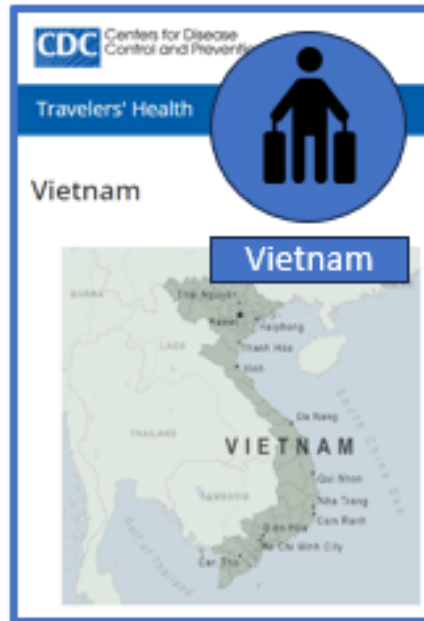 CDC Centers for Disease
Control and Preventi
Travelers' Health
Vietnam
Vietnam
BURMA
Thai Nguyen
Hanoi
Haiphong
LAOS
Thanh Hóa
Vinh
South China Sea
Da Nang
THAILAND
VIETNAM
Qui Nhon
CAMBODIA
Nha Trang
Cam Ranh
Bien Hoa
Ho Chi Minh City
Can Tho
Gulf of Thailand